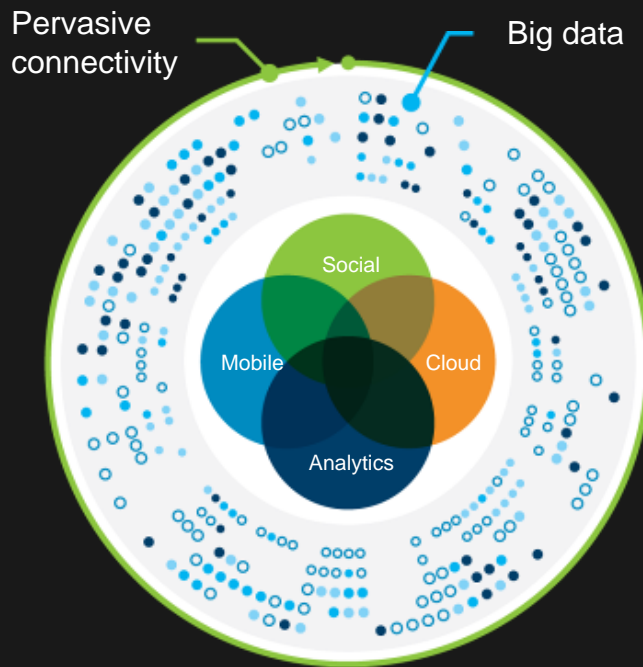 Pervasive
connectivity
Big data
Social
Mobile
Cloud
Analytics